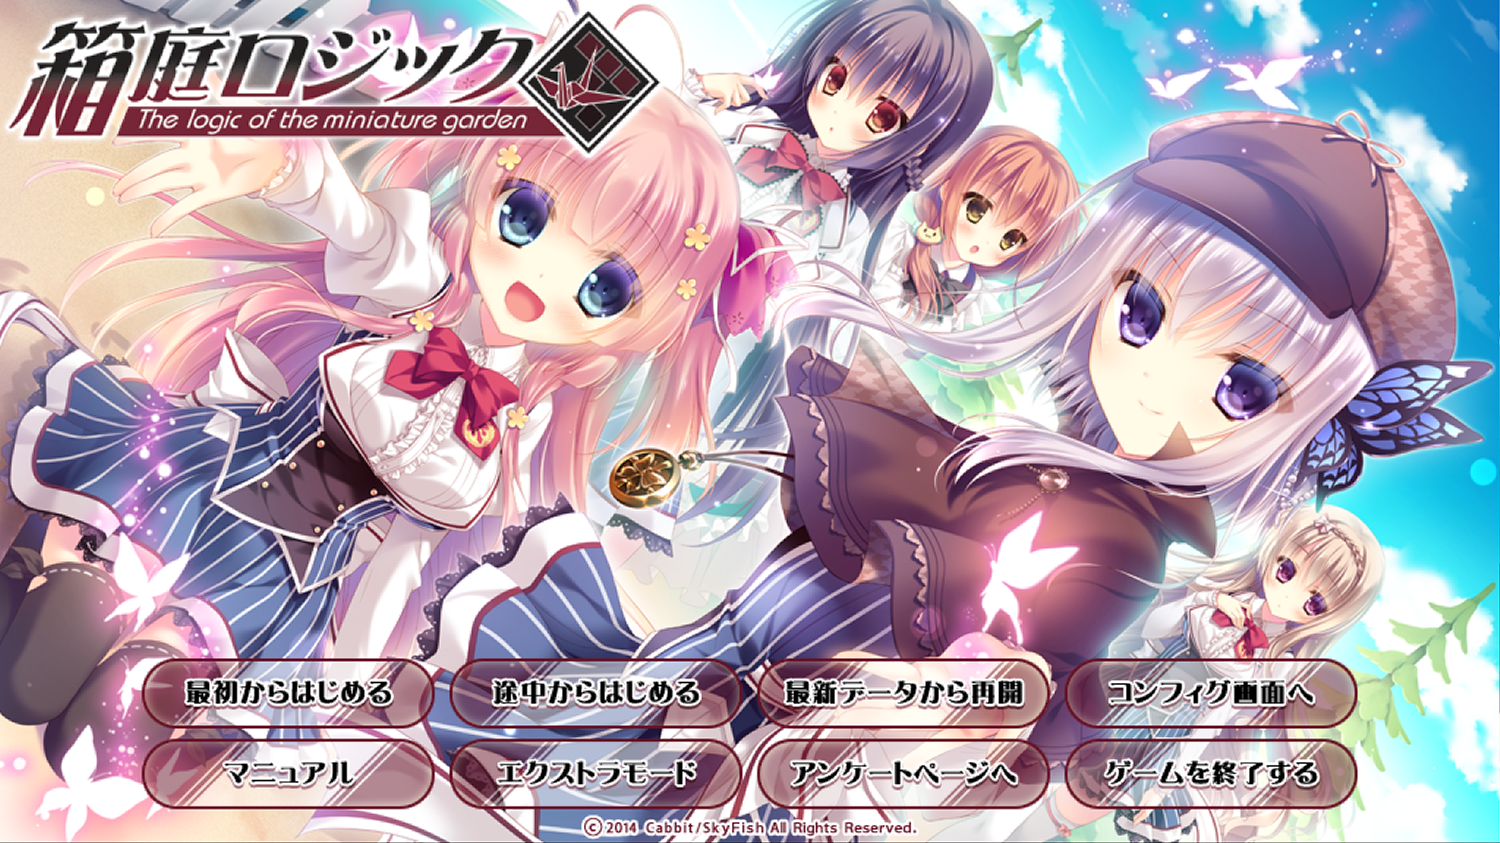 箱庭ロジック
The logic of the miniature garden
最初からはじめる
途中からはじめる
最新データから再開
コンフィグ画面へ
マニュアル
エクストラモード
アンケートページへ
ゲームを終了する
©2014 Cabbit/SkyFish All Rights Reserved.